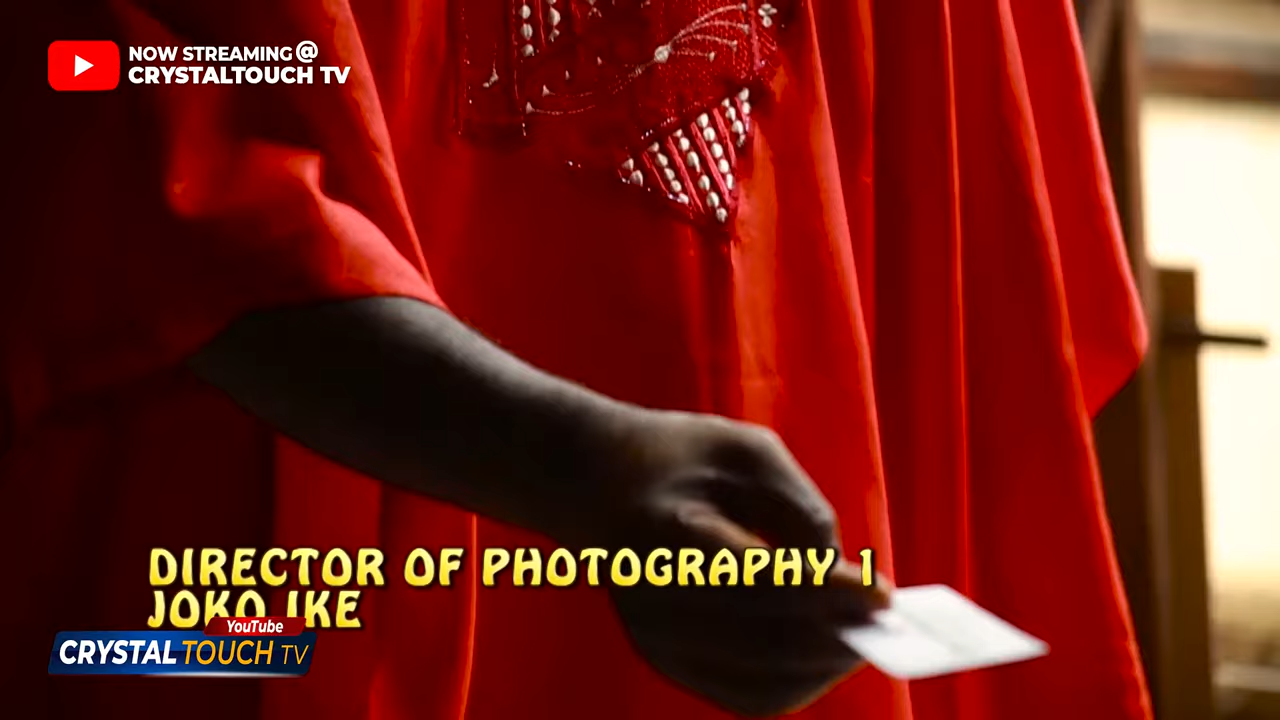 NOW STREAMING @
CRYSTALTOUCH TV
DIRECTOR OF PHOTOGRAPHY 1
JOKO IKE
YouTube
CRYSTAL TOUCH TV